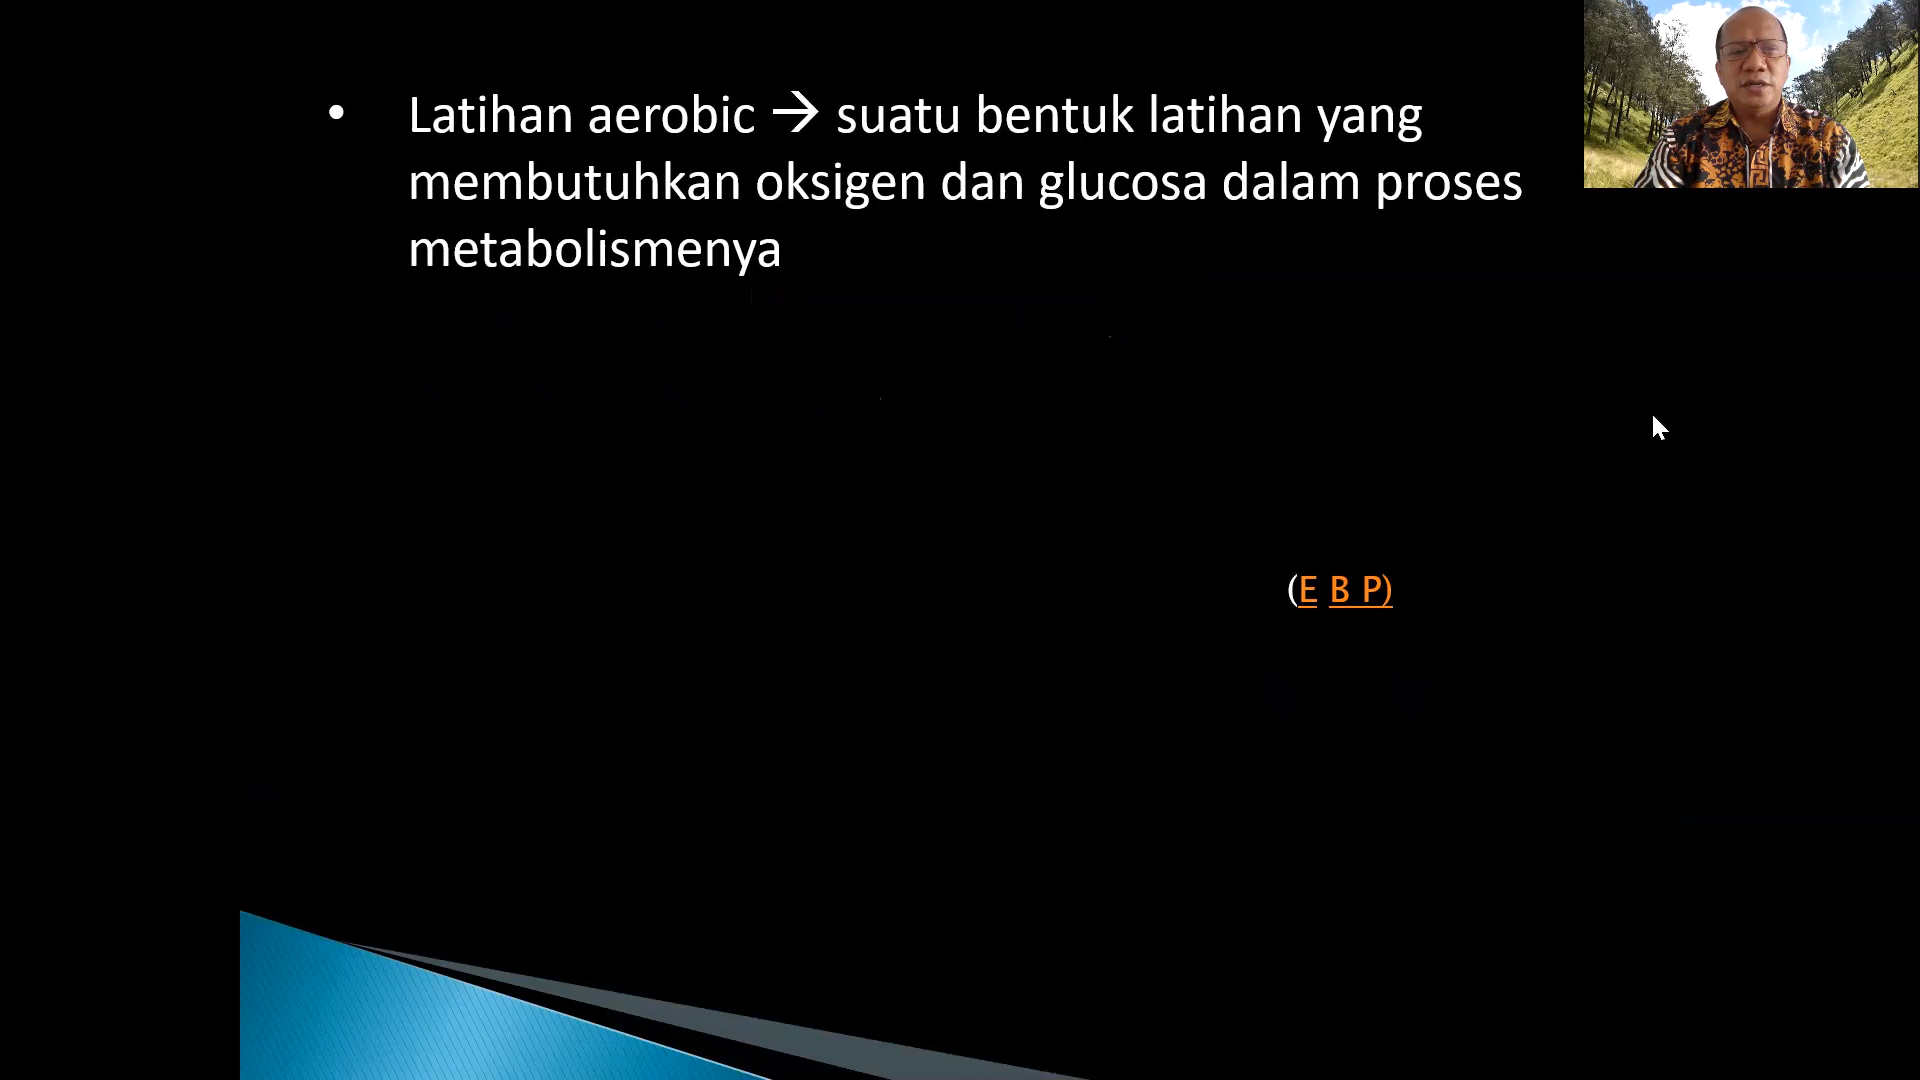 • Latihan aerobic → suatu bentuk latihan yang
membutuhkan oksigen dan glucosa dalam proses
metabolismenya
(E B P)